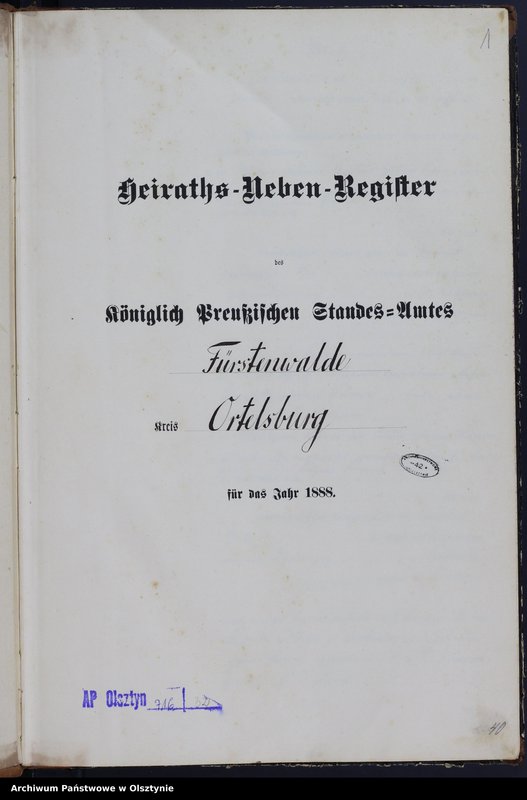 1
Heiraths-Neben-Register
des
Königlich Preußischen Standes-Amtes
Fürstenwalde
Kreis Ortelsburg
42
für das Jahr 1888.
AP Olsztyn
40
Archiwum Państwowe w Olsztynie